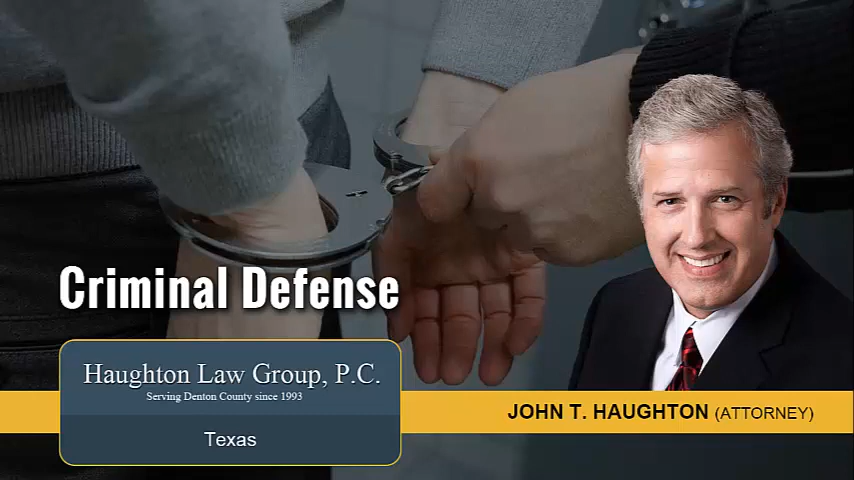 Criminal Defense
Haughton Law Group, P.C.
Serving Denton County since 1993
Texas
JOHN T. HAUGHTON (ATTORNEY)